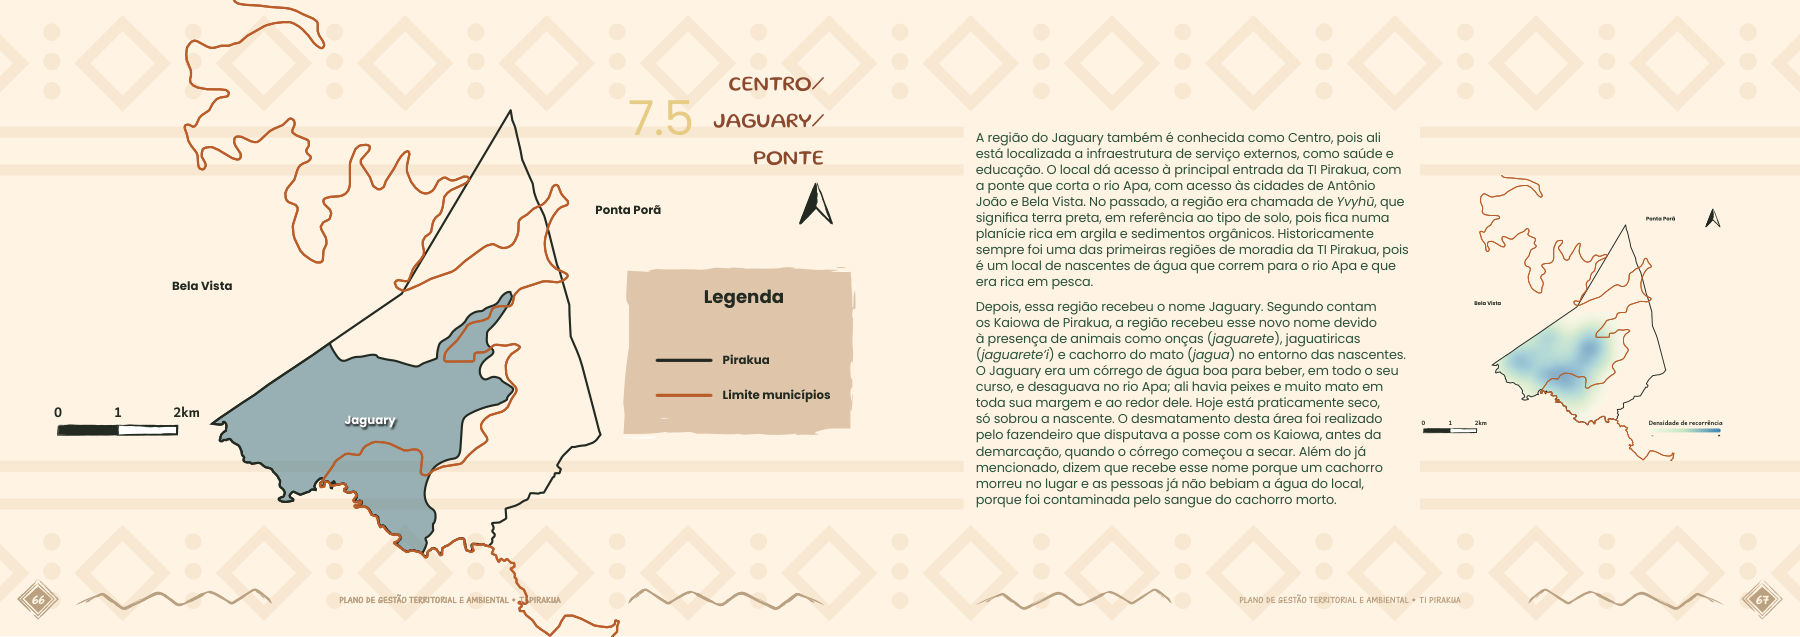 7.5
CENTRO/
JAGUARY/
PONTE
Ponta Porã
Bela Vista
Legenda
Pirakua
Limite municípios
0 1 2km
Jaguary
66
PLANO DE GESTÃO TERRITORIAL E AMBIENTAL • TI PIRAKUA
A região do Jaguary também é conhecida como Centro, pois ali
está localizada a infraestrutura de serviço externos, como saúde e
educação. O local dá acesso à principal entrada da TI Pirakua, com
a ponte que corta o rio Apa, com acesso às cidades de Antônio
João e Bela Vista. No passado, a região era chamada de Yvyhũ, que
significa terra preta, em referência ao tipo de solo, pois fica numa
planície rica em argila e sedimentos orgânicos. Historicamente
sempre foi uma das primeiras regiões de moradia da TI Pirakua, pois
é um local de nascentes de água que correm para o rio Apa e que
era rica em pesca.
Depois, essa região recebeu o nome Jaguary. Segundo contam
os Kaiowa de Pirakua, a região recebeu esse novo nome devido
à presença de animais como onças (jaguarete), jaguatiricas
(jaguarete’i) e cachorro do mato (jagua) no entorno das nascentes.
O Jaguary era um córrego de água boa para beber, em todo o seu
curso, e desaguava no rio Apa; ali havia peixes e muito mato em
toda sua margem e ao redor dele. Hoje está praticamente seco,
só sobrou a nascente. O desmatamento desta área foi realizado
pelo fazendeiro que disputava a posse com os Kaiowa, antes da
demarcação, quando o córrego começou a secar. Além do já
mencionado, dizem que recebe esse nome porque um cachorro
morreu no lugar e as pessoas já não bebiam a água do local,
porque foi contaminada pelo sangue do cachorro morto.
Ponta Porã
Bela Vista
0 1 2km
Densidade de recorrência
- +
PLANO DE GESTÃO TERRITORIAL E AMBIENTAL • TI PIRAKUA
67